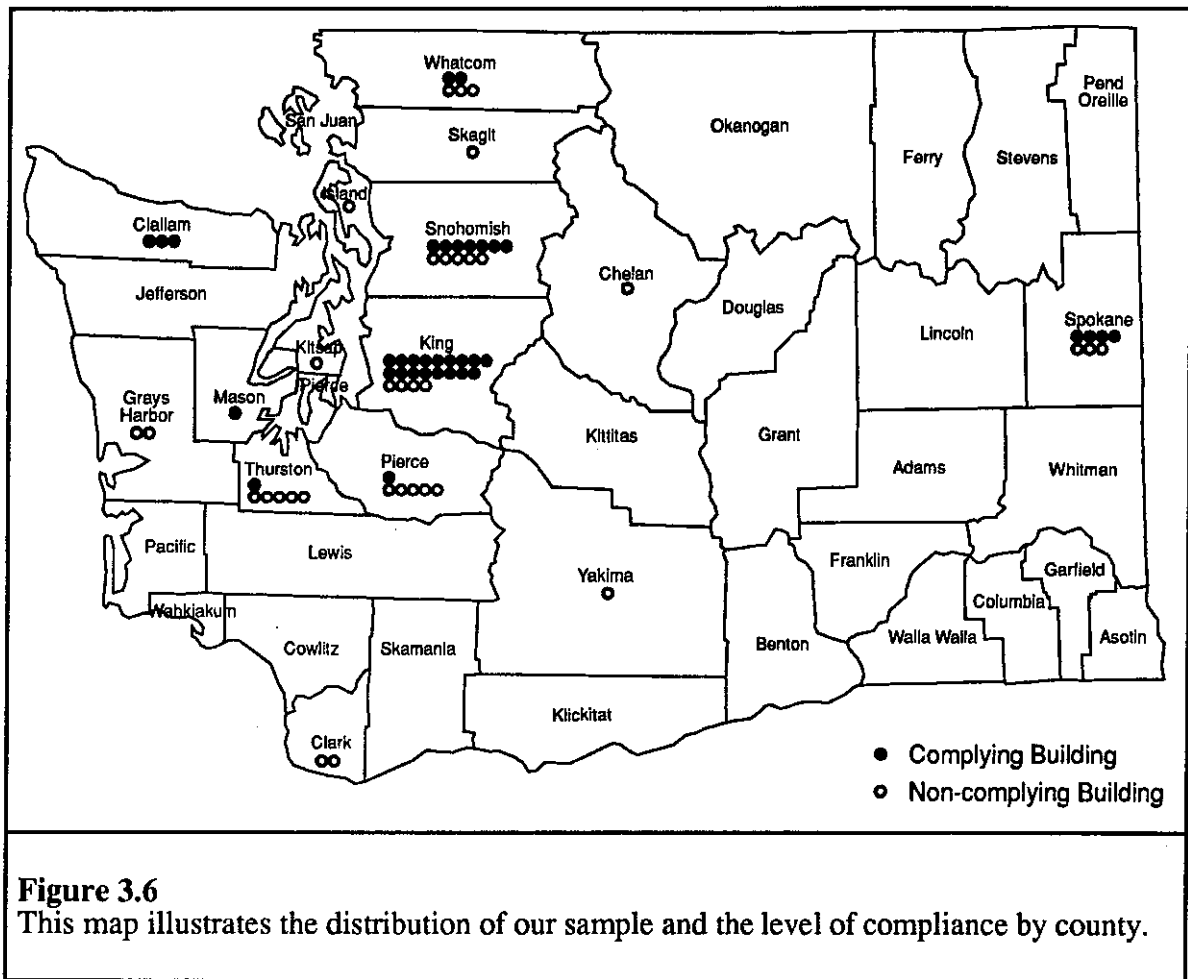 Whatcom
San Juan
Skagit
Okanogan
Ferry
Stevens
Pend
Oreille
Island
Clallam
Snohomish
Chelan
Jefferson
Douglas
Lincoln
Spokane
King
Kitsap
Pierce
Grays
Harbor
Mason
Kittitas
Grant
Adams
Whitman
Thurston
Pierce
Pacific
Lewis
Yakima
Franklin
Garfield
Columbia
Wahkiakum
Cowlitz
Skamania
Benton
Walla Walla
Asotin
Klickitat
Clark
Complying Building
Non-complying Building
Figure 3.6
This map illustrates the distribution of our sample and the level of compliance by county.